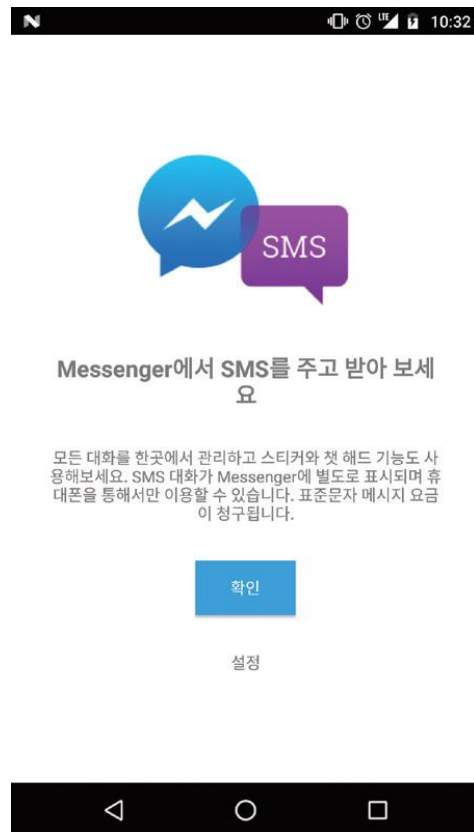 N LTE 10:32
SMS
Messenger에서 SMS를 주고 받아 보세
요
모든 대화를 한곳에서 관리하고 스티커와 챗 헤드 기능도 사
용해보세요. SMS 대화가 Messenger에 별도로 표시되며 휴
대폰을 통해서만 이용할 수 있습니다. 표준문자 메시지 요금
이 청구됩니다.
확인
설정